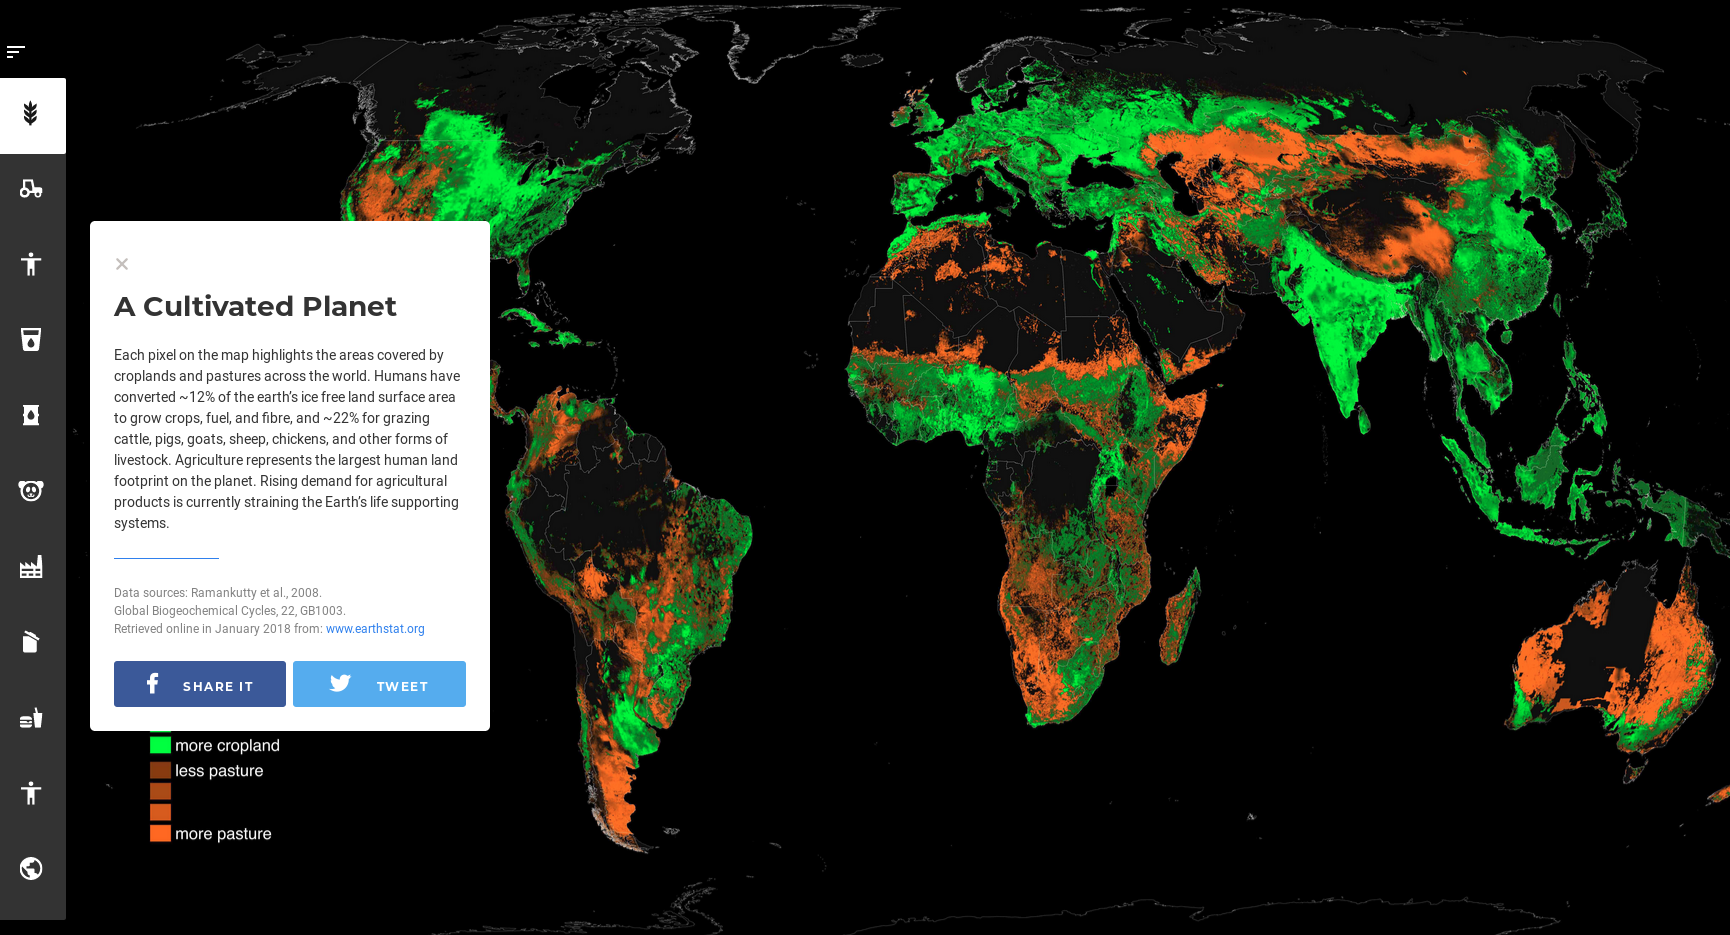 A Cultivated Planet
Each pixel on the map highlights the areas covered by
croplands and pastures across the world. Humans have
converted ~12% of the earth’s ice free land surface area
to grow crops, fuel, and fibre, and ~22% for grazing
cattle, pigs, goats, sheep, chickens, and other forms of
livestock. Agriculture represents the largest human land
footprint on the planet. Rising demand for agricultural
products is currently straining the Earth’s life supporting
systems.
Data sources: Ramankutty et al., 2008.
Global Biogeochemical Cycles, 22, GB1003.
Retrieved online in January 2018 from: www.earthstat.org
SHARE IT
TWEET
more cropland
less pasture
more pasture